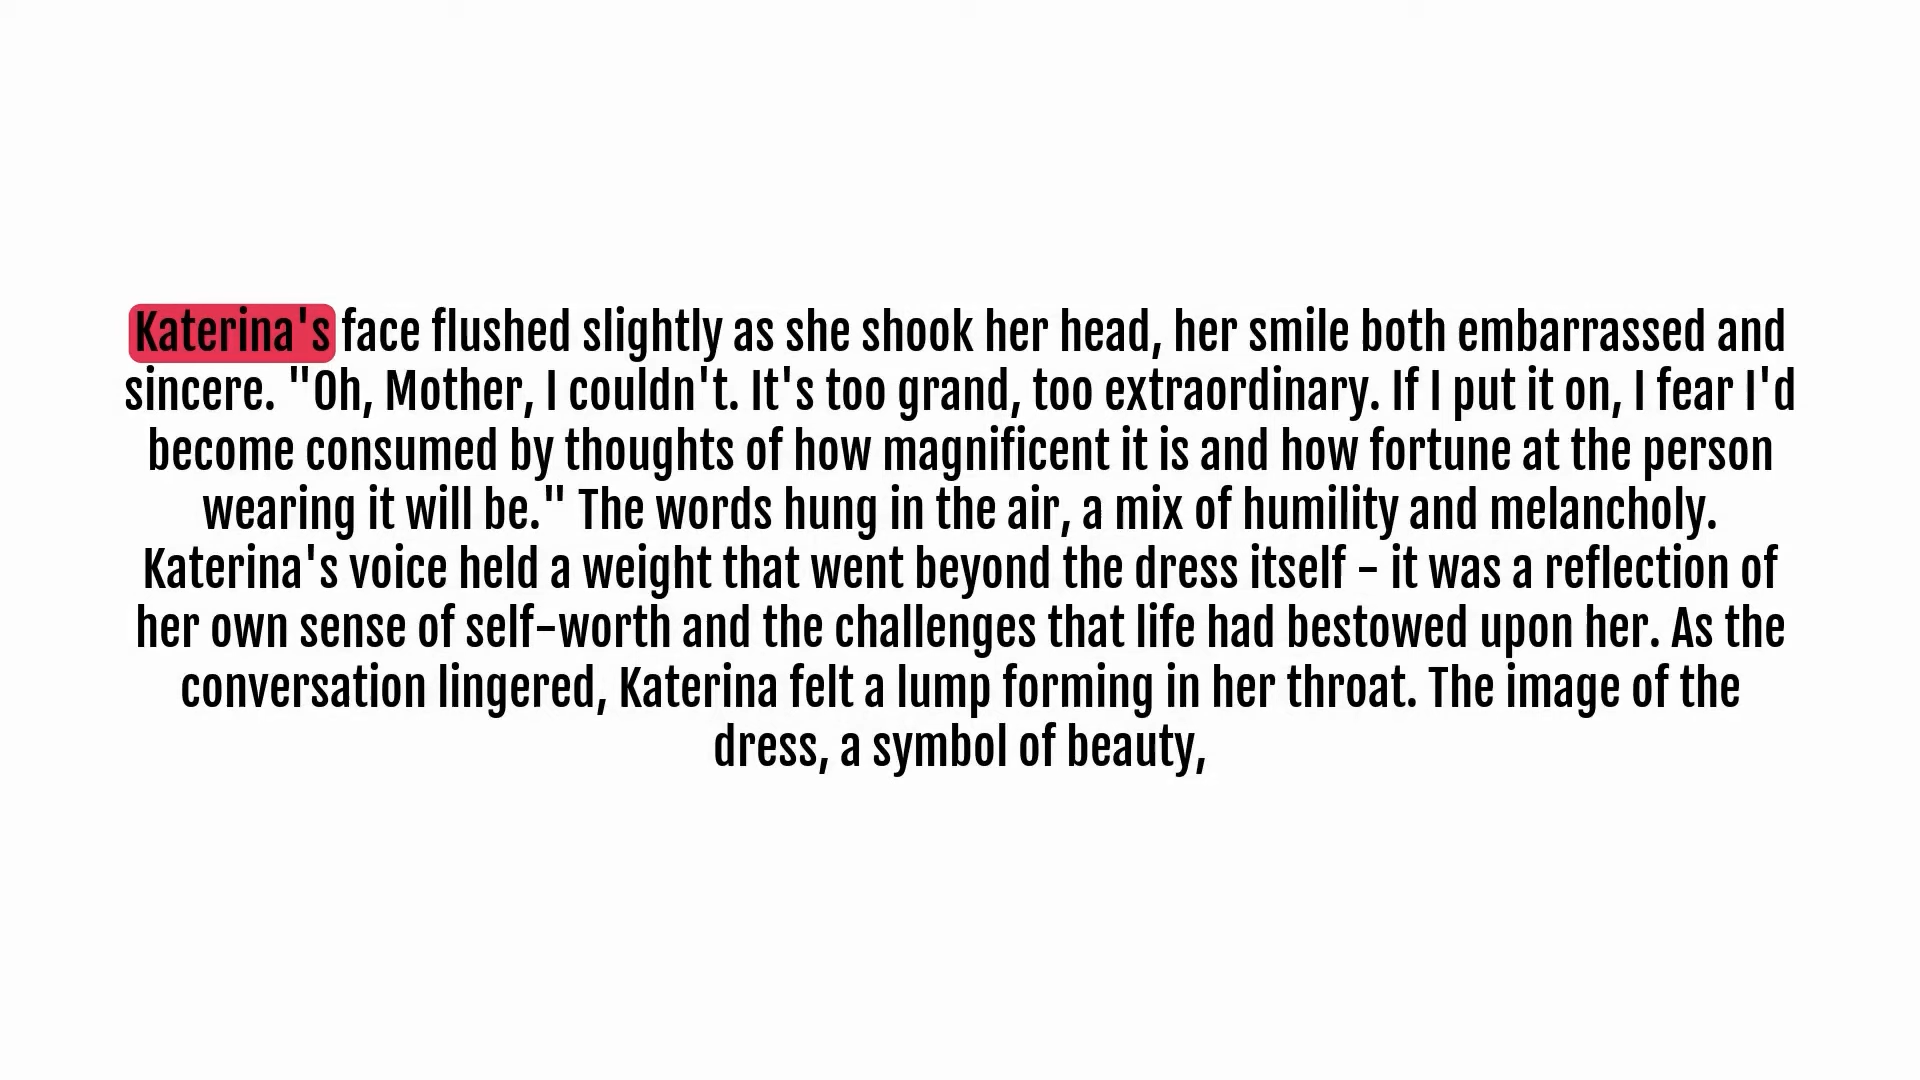 Katerina's face flushed slightly as she shook her head, her smile both embarrassed and
sincere. "Oh, Mother, I couldn't. It's too grand, too extraordinary. If I put it on, I fear I'd
become consumed by thoughts of how magnificent it is and how fortune at the person
wearing it will be." The words hung in the air, a mix of humility and melancholy.
Katerina's voice held a weight that went beyond the dress itself - it was a reflection of
her own sense of self-worth and the challenges that life had bestowed upon her. As the
conversation lingered, Katerina felt a lump forming in her throat. The image of the
dress, a symbol of beauty,